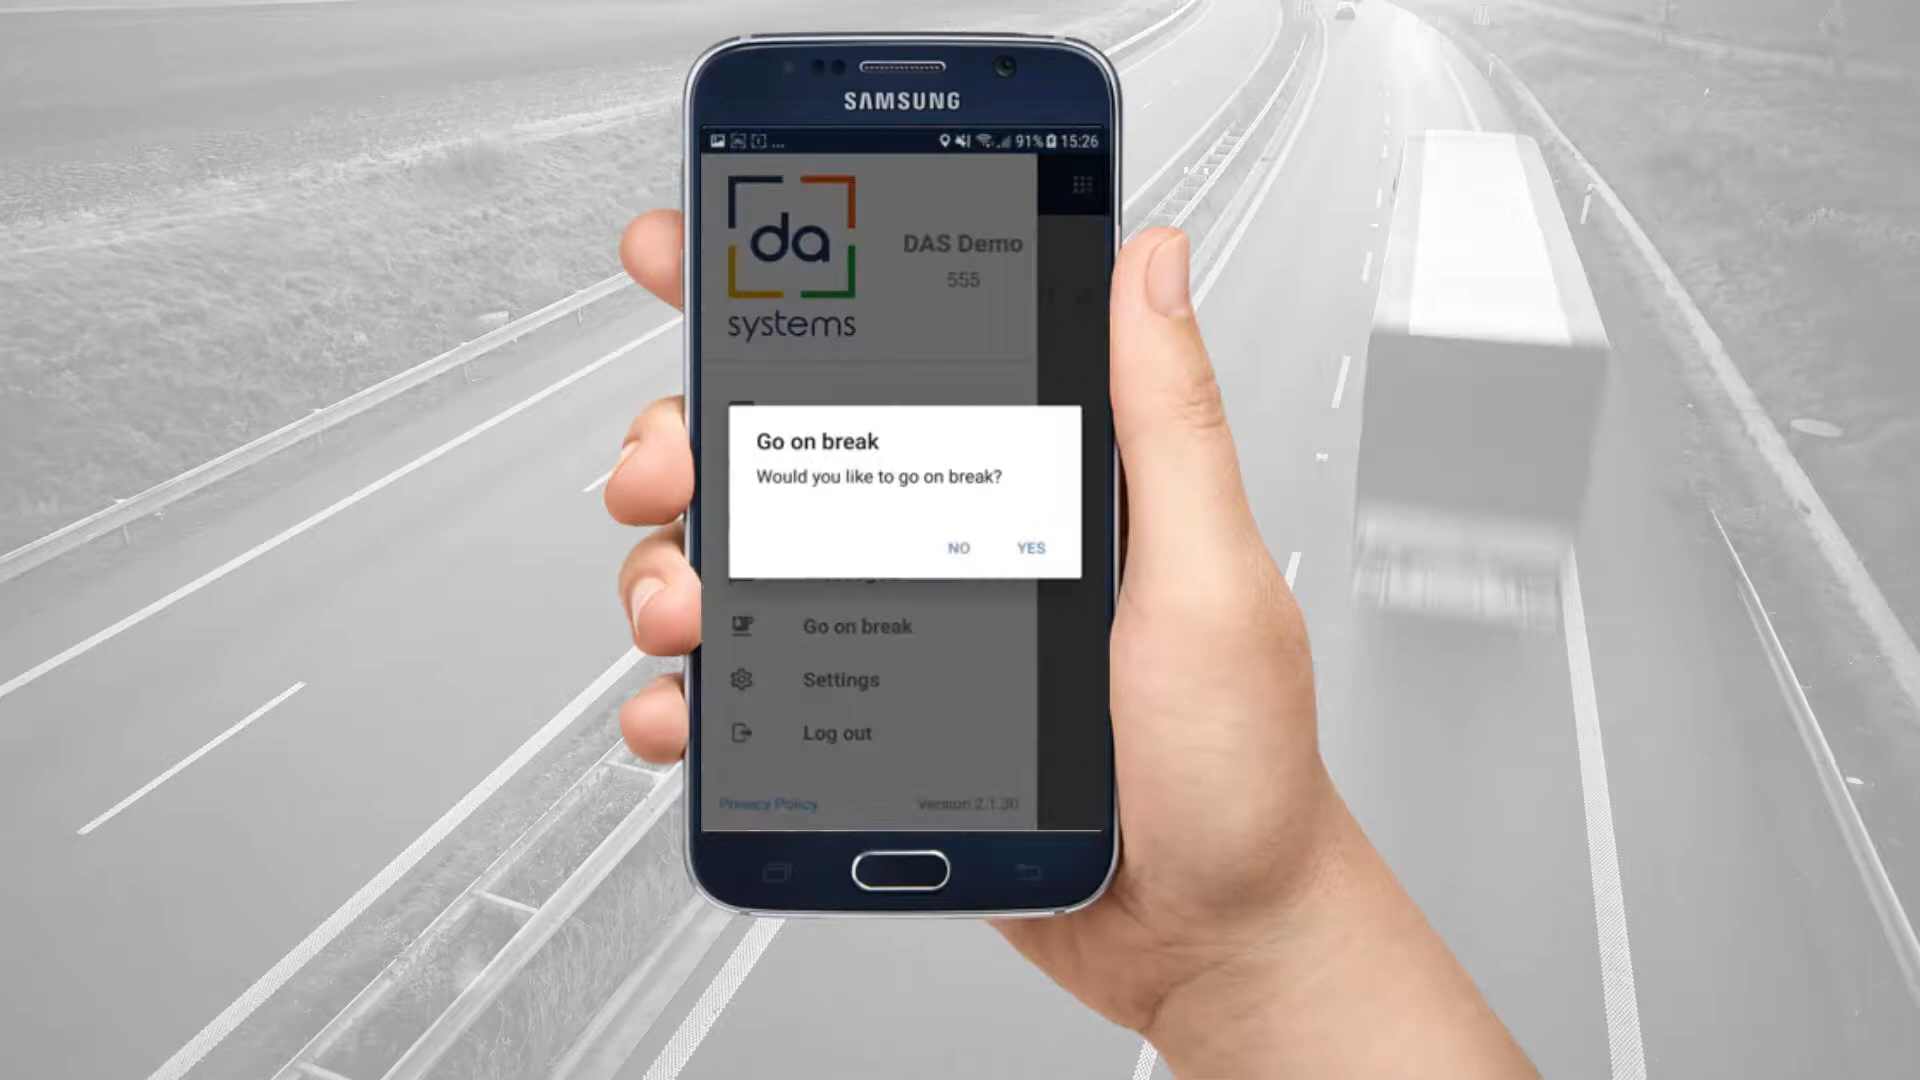 SAMSUNG
91% 15:26
da
systems
DAS Demo
555
Go on break
Would you like to go on break?
NO YES
Go on break
Settings
Log out
Privacy Policy Version 2.1.30